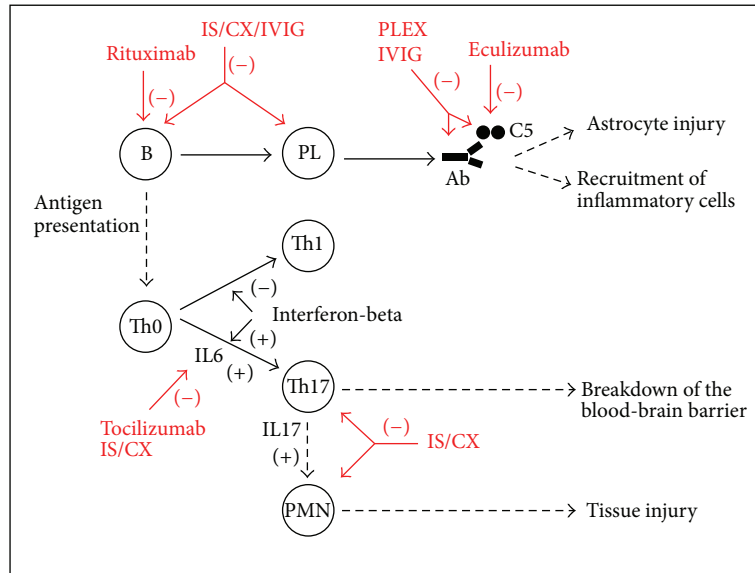 IS/CX/IVIG
Rituximab
(−)
(−)
PLEX
IVIG
(−)
Eculizumab
(−)
B
PL
C5
Ab
Astrocyte injury
Recruitment of
inflammatory cells
Antigen
presentation
Th1
(−)
Interferon-beta
(+)
Th0
IL6
(+)
(−)
Tocilizumab
IS/CX
Th17
Breakdown of the
blood-brain barrier
IL17
(+)
(−)
IS/CX
PMN
Tissue injury